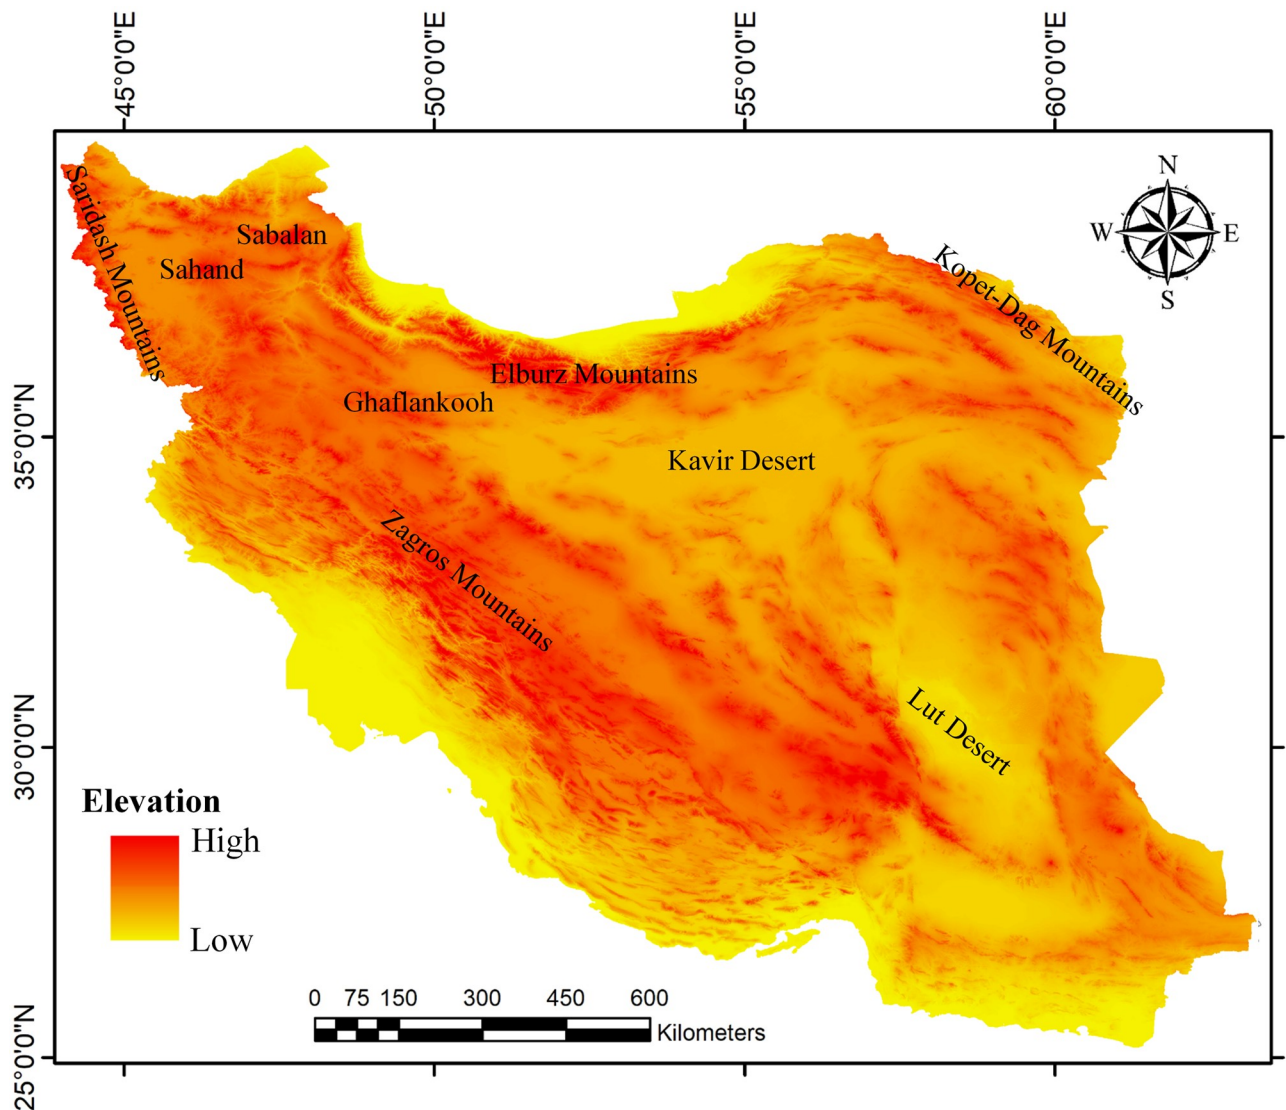 45°0'0"E
50°0'0"E
55°0'0"E
60°0'0"E
N
W
E
S
Saridash Mountains
Sabalan
Sahand
Kopet-Dag Mountains
Elburz Mountains
Ghaflankooh
35°0'0"N
Kavir Desert
Zagros Mountains
Lut Desert
30°0'0"N
Elevation
High
Low
0 75 150 300 450 600
Kilometers
25°0'0"N